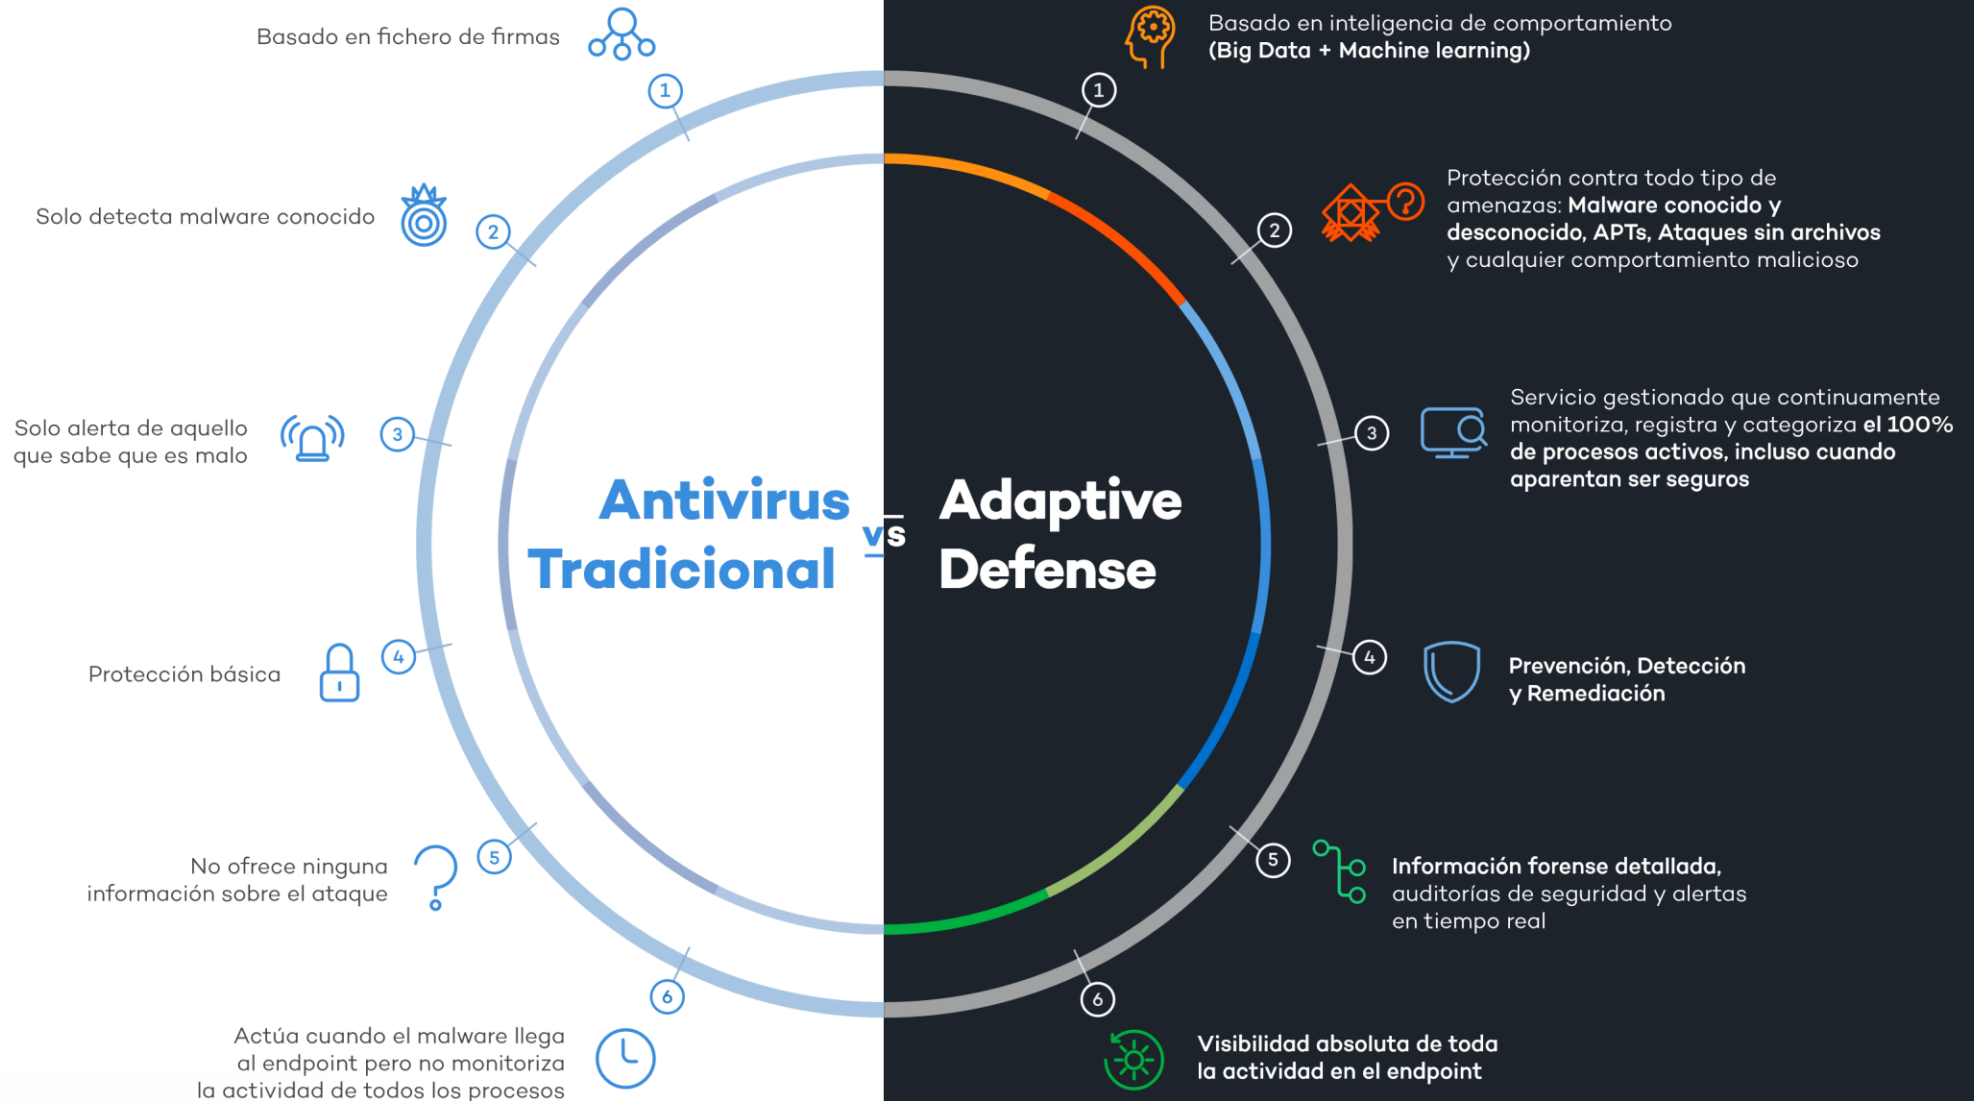 Basado en fichero de firmas
1
Solo detecta malware conocido
2
Solo alerta de aquello
que sabe que es malo
3
Protección básica
4
No ofrece ninguna
información sobre el ataque
5
6
Actúa cuando el malware llega
al endpoint pero no monitoriza
la actividad de todos los procesos
Antivirus
Tradicional
vs
Adaptive
Defense
Basado en inteligencia de comportamiento
(Big Data + Machine learning)
1
Protección contra todo tipo de
amenazas: Malware conocido y
desconocido, APTs, Ataques sin archivos
y cualquier comportamiento malicioso
2
Servicio gestionado que continuamente
monitoriza, registra y categoriza el 100%
de procesos activos, incluso cuando
aparentan ser seguros
3
4
Prevención, Detección
y Remediación
5
Información forense detallada,
auditorías de seguridad y alertas
en tiempo real
6
Visibilidad absoluta de toda
la actividad en el endpoint